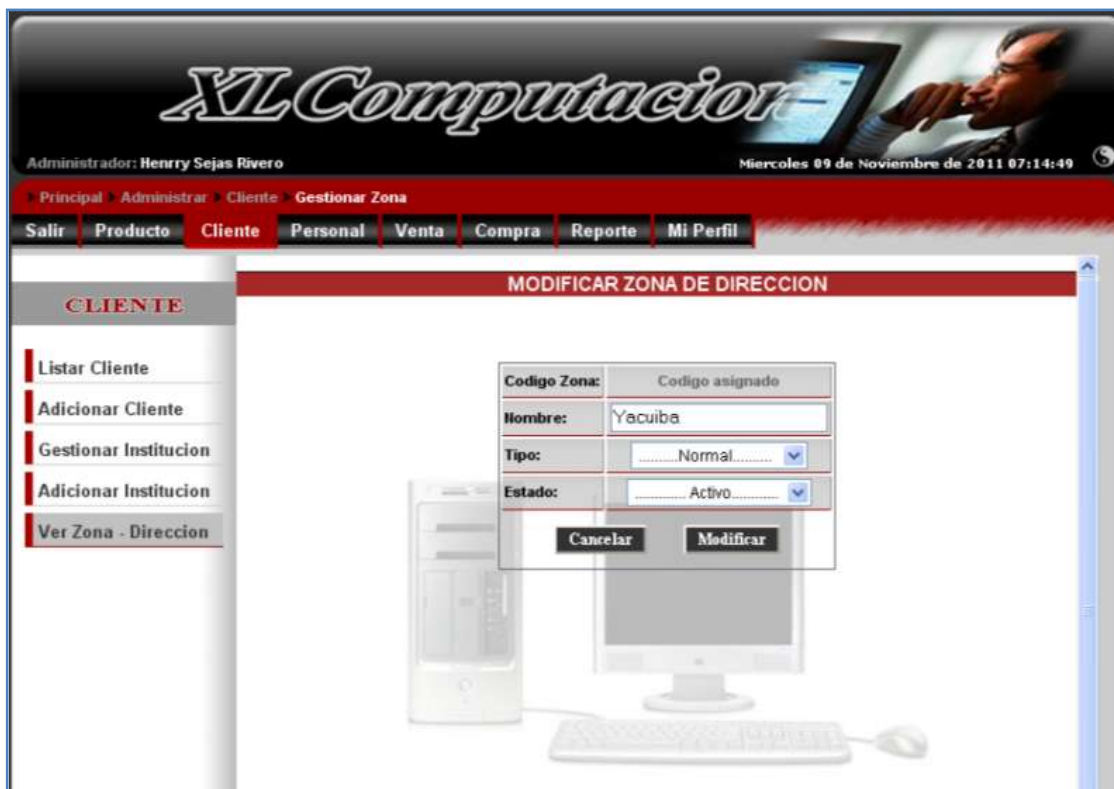 XLComputacion
Administrador: Henrry Sejas Rivero
Miercoles 09 de Noviembre de 2011 07:14:49
Principal Administrar Cliente Gestionar Zona
Salir Producto Cliente Personal Venta Compra Reporte Mi Perfil
CLIENTE
Listar Cliente
Adicionar Cliente
Gestionar Institucion
Adicionar Institucion
Ver Zona - Direccion
MODIFICAR ZONA DE DIRECCION
Codigo Zona: Codigo asignado
Nombre: Yacuiba
Tipo: ..........Normal..........
Estado: ............. Activo............
Cancelar Modificar